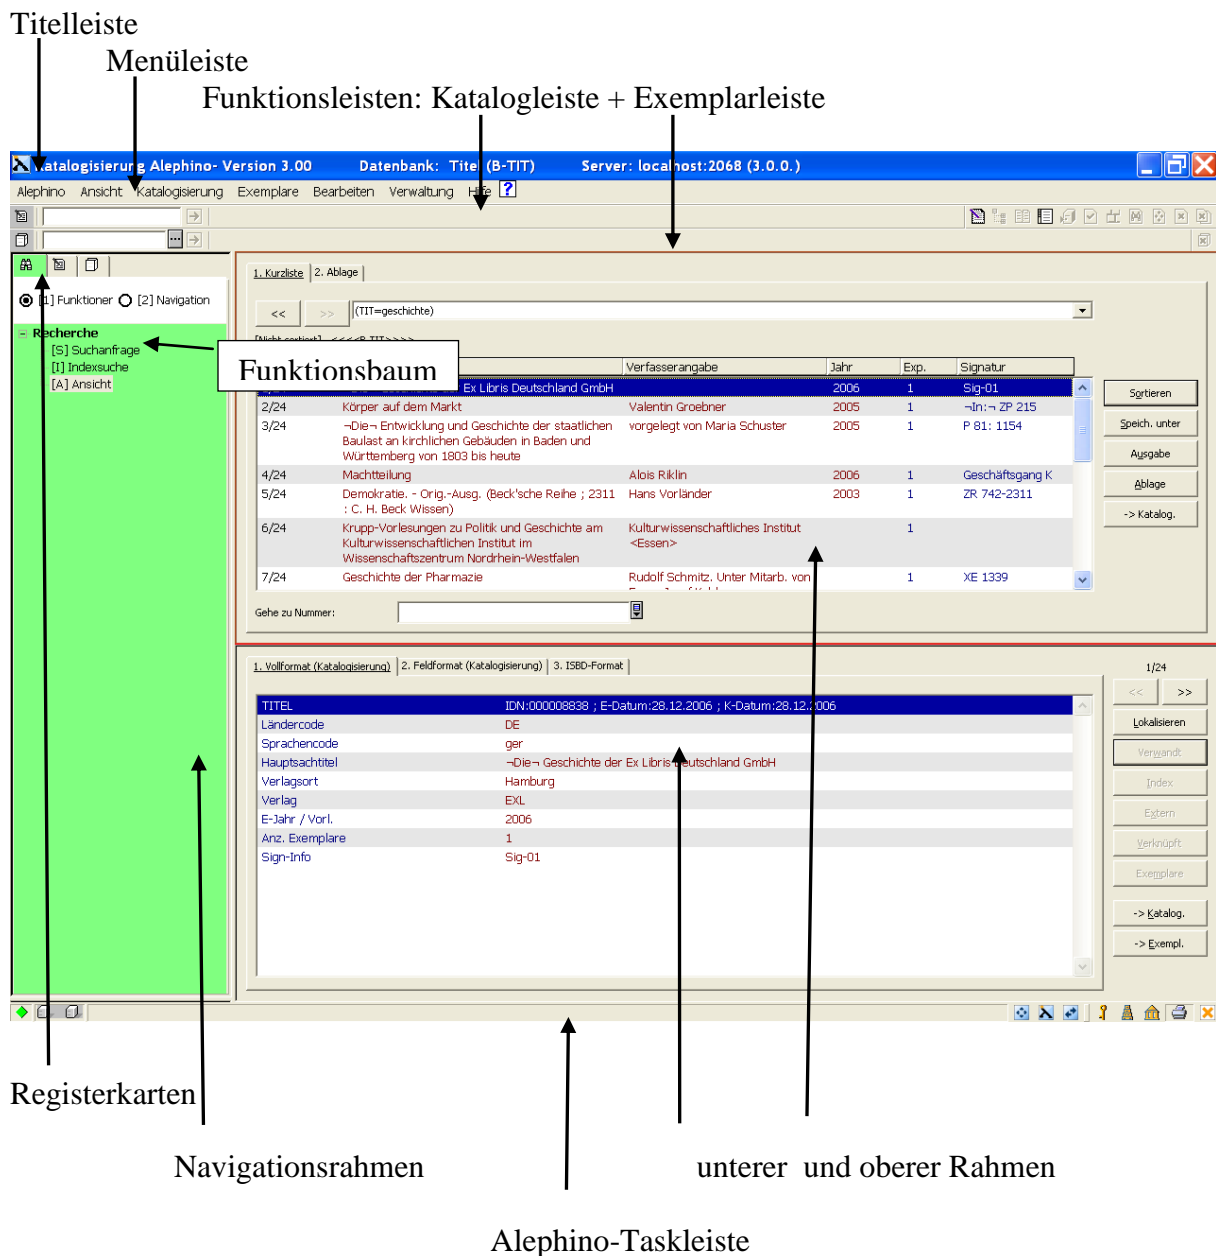 Titelleiste
Menüleiste
Funktionsleisten: Katalogleiste + Exemplarleiste
Katalogisierung Alephino- Version 3.00 Datenbank: Titel (B-TIT) Server: localhost:2068 (3.0.0.)
Alephino Ansicht Katalogisierung Exemplare Bearbeiten Verwaltung Hilfe ?
[1] Funktioner [2] Navigation
Recherche
[S] Suchanfrage
[I] Indexsuche
[A] Ansicht
Funktionsbaum
1. Kurzliste 2. Ablage
<< >> (TIT=geschichte)
[Nicht sortiert] <<<<B-TIT>>>>
Verfasserangabe Jahr Exp. Signatur
Ex Libris Deutschland GmbH 2006 1 Sig-01
2/24 Körper auf dem Markt Valentin Groebner 2005 1 ¬In:¬ ZP 215
3/24 ¬Die¬ Entwicklung und Geschichte der staatlichen vorgelegt von Maria Schuster 2005 1 P 81: 1154
Baulast an kirchlichen Gebäuden in Baden und
Württemberg von 1803 bis heute
4/24 Machtteilung Alois Riklin 2006 1 Geschäftsgang K
5/24 Demokratie. - Orig.-Ausg. (Beck'sche Reihe ; 2311 Hans Vorländer 2003 1 ZR 742-2311
: C. H. Beck Wissen)
6/24 Krupp-Vorlesungen zu Politik und Geschichte am Kulturwissenschaftliches Institut 1
Kulturwissenschaftlichen Institut im <Essen>
Wissenschaftszentrum Nordrhein-Westfalen
7/24 Geschichte der Pharmazie Rudolf Schmitz. Unter Mitarb. von 1 XE 1339
Gehe zu Nummer:
Sortieren
Speich. unter
Ausgabe
Ablage
-> Katalog.
1. Vollformat (Katalogisierung) 2. Feldformat (Katalogisierung) 3. ISBD-Format
TITEL IDN:000008838 ; E-Datum:28.12.2006 ; K-Datum:28.12.2006
Ländercode DE
Sprachencode ger
Hauptsachtitel ¬Die¬ Geschichte der Ex Libris Deutschland GmbH
Verlagsort Hamburg
Verlag EXL
E-Jahr / Vorl. 2006
Anz. Exemplare 1
Sign-Info Sig-01
1/24
<< >>
Lokalisieren
Verwandt
Index
Extern
Verknüpft
Exemplare
-> Katalog.
-> Exempl.
Registerkarten
Navigationsrahmen
unterer und oberer Rahmen
Alephino-Taskleiste